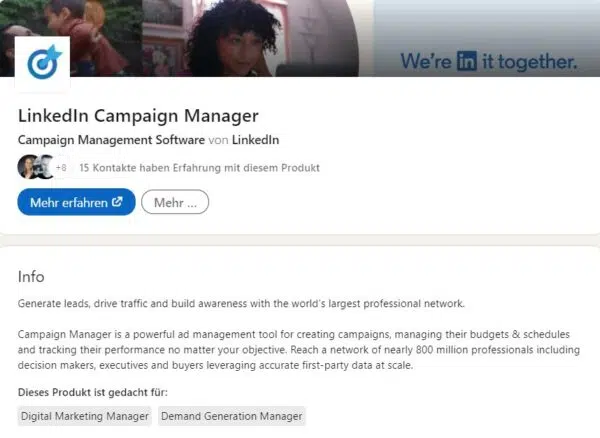 We're in it together.
LinkedIn Campaign Manager
Campaign Management Software von LinkedIn
+8 15 Kontakte haben Erfahrung mit diesem Produkt
Mehr erfahren Mehr ...
Info
Generate leads, drive traffic and build awareness with the world's largest professional network.
Campaign Manager is a powerful ad management tool for creating campaigns, managing their budgets & schedules
and tracking their performance no matter your objective. Reach a network of nearly 800 million professionals including
decision makers, executives and buyers leveraging accurate first-party data at scale.
Dieses Produkt ist gedacht für:
Digital Marketing Manager Demand Generation Manager